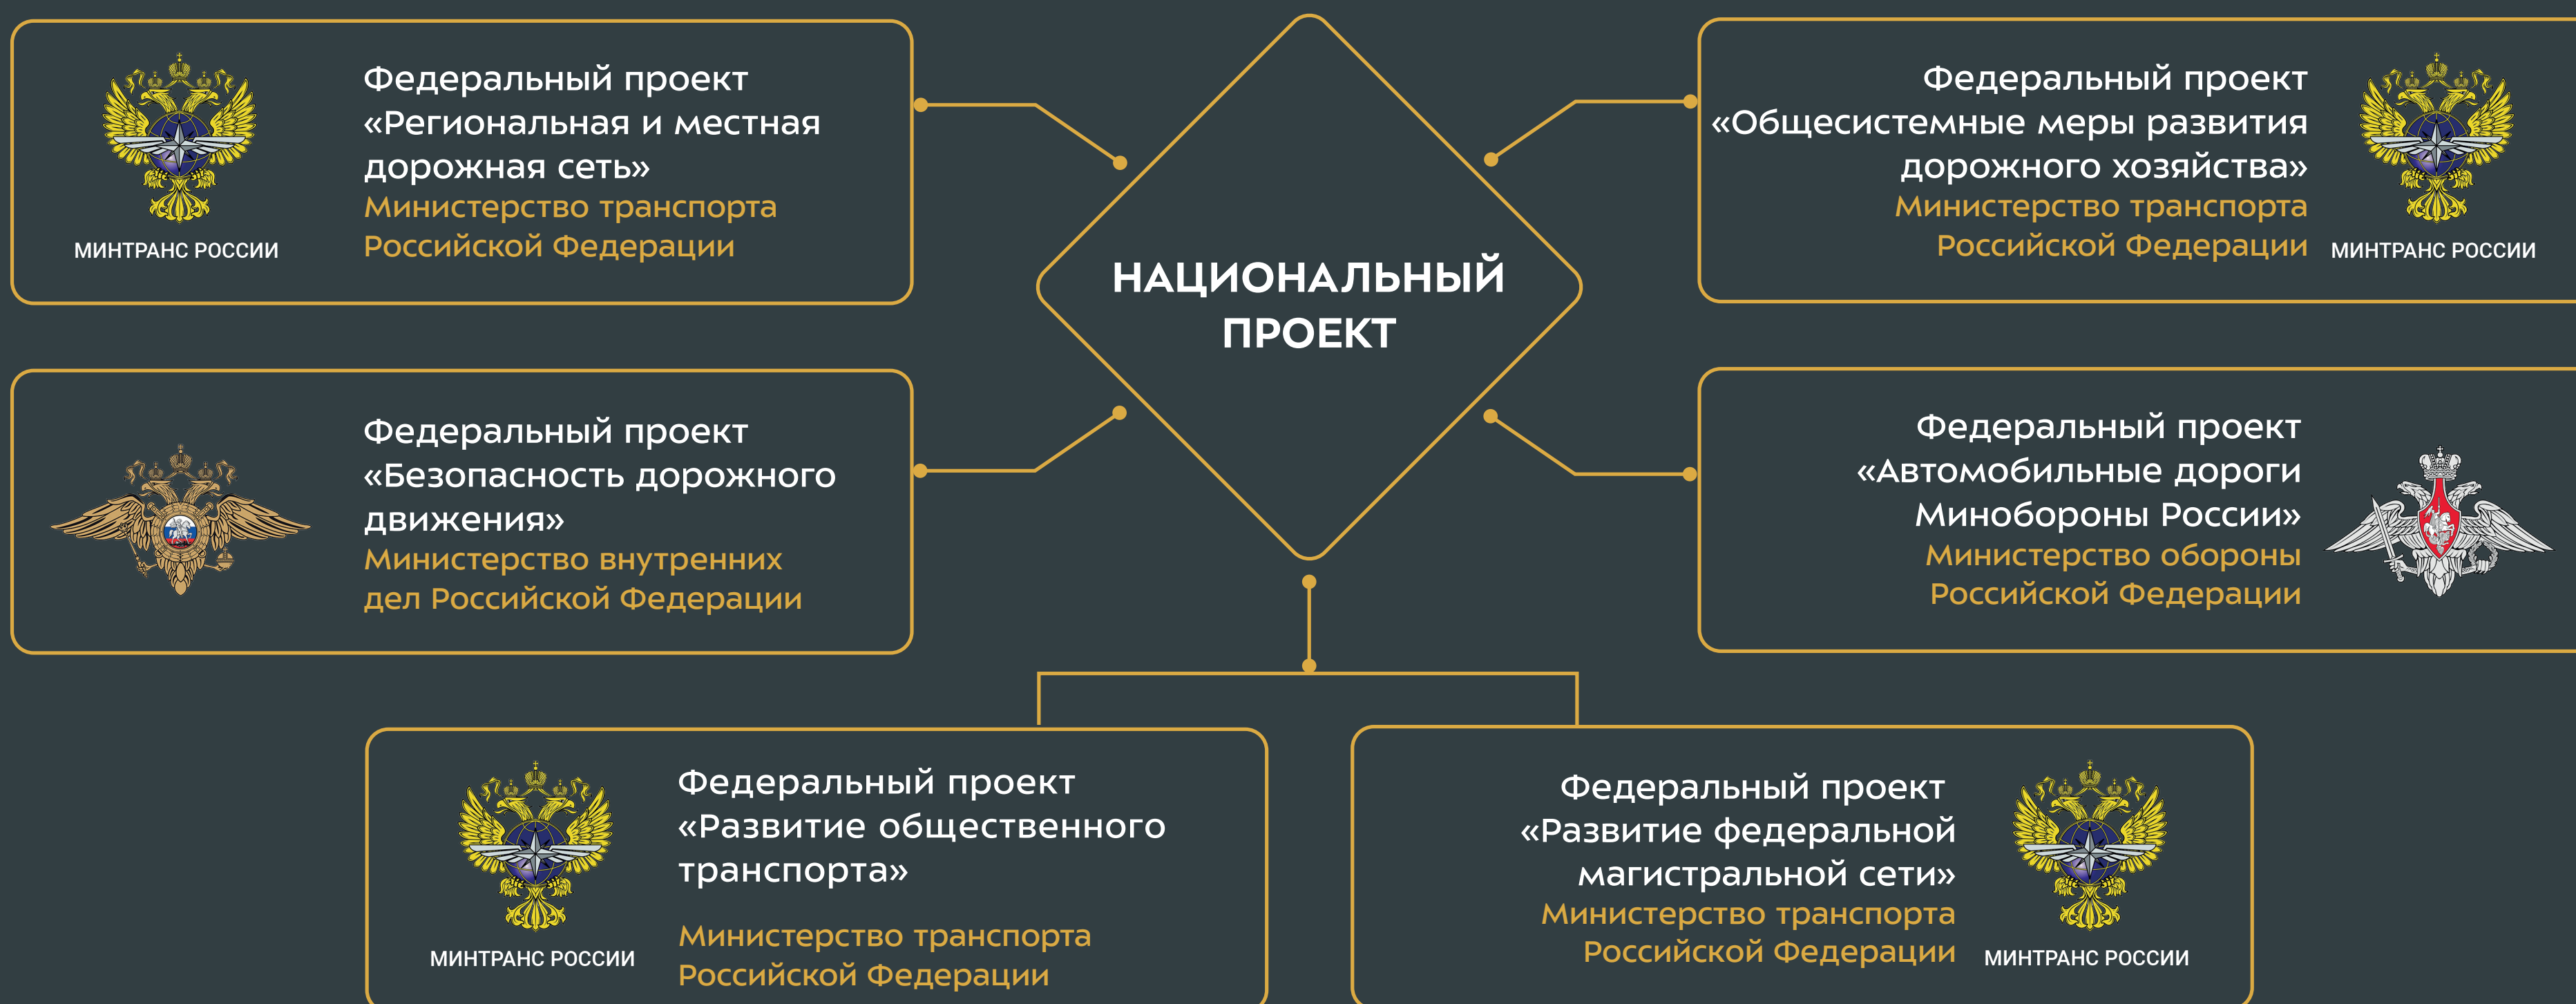 Федеральный проект
«Региональная и местная
дорожная сеть»
Министерство транспорта
Российской Федерации
МИНТРАНС РОССИИ
НАЦИОНАЛЬНЫЙ
ПРОЕКТ
Федеральный проект
«Общесистемные меры развития
дорожного хозяйства»
Министерство транспорта
Российской Федерации
МИНТРАНС РОССИИ
Федеральный проект
«Безопасность дорожного
движения»
Министерство внутренних
дел Российской Федерации
Федеральный проект
«Автомобильные дороги
Минобороны России»
Министерство обороны
Российской Федерации
Федеральный проект
«Развитие общественного
транспорта»
Министерство транспорта
Российской Федерации
МИНТРАНС РОССИИ
Федеральный проект
«Развитие федеральной
магистральной сети»
Министерство транспорта
Российской Федерации
МИНТРАНС РОССИИ